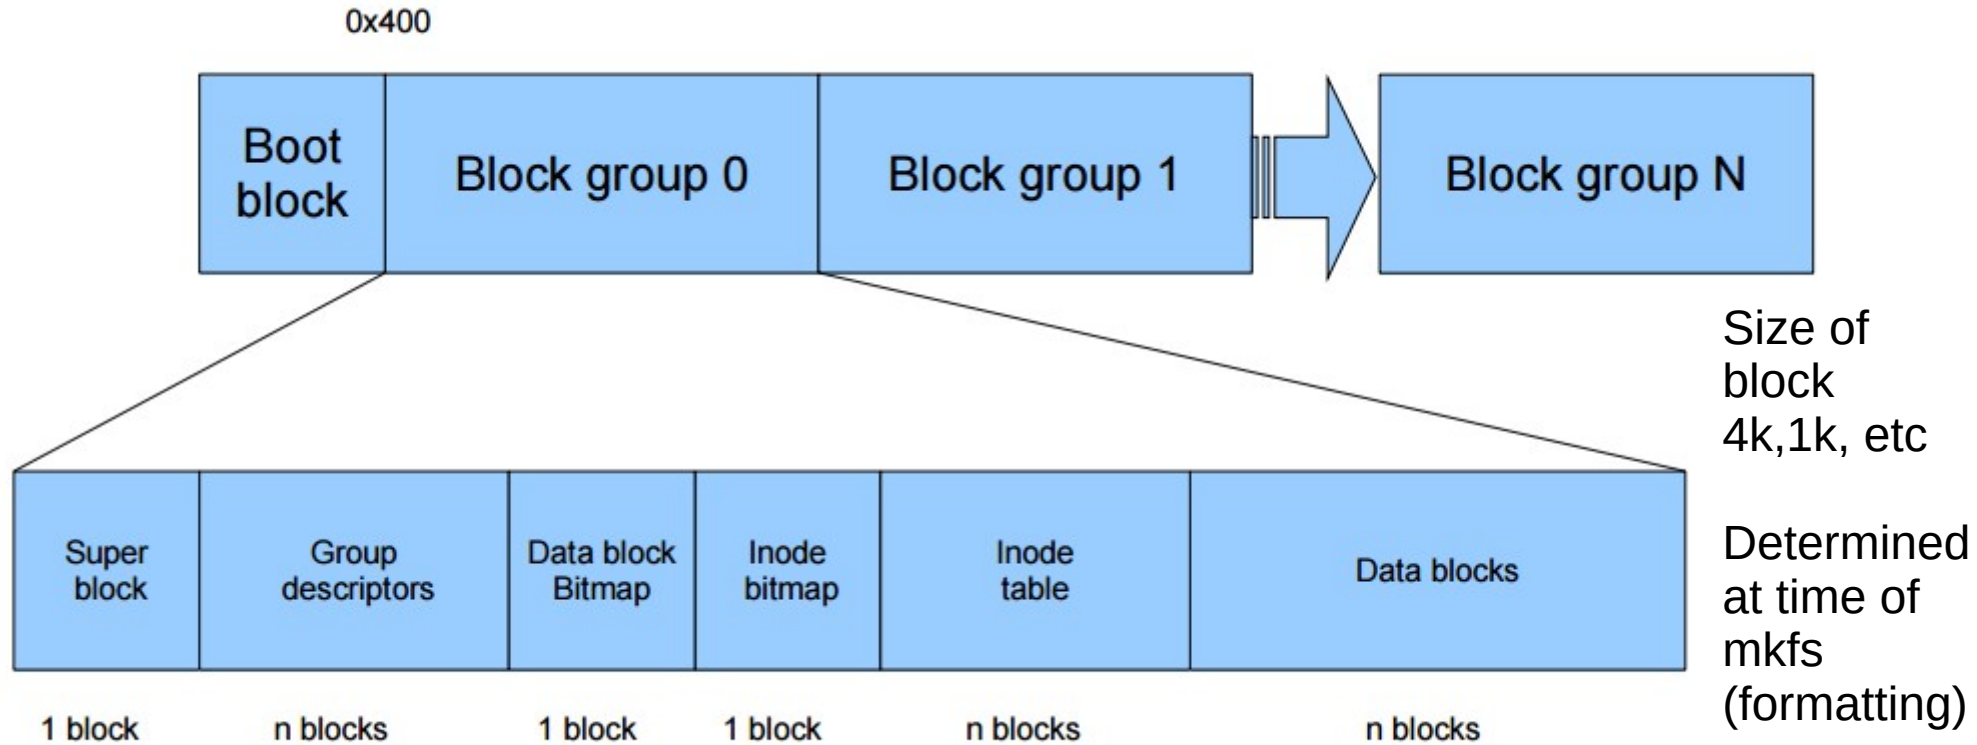 0x400
Boot
block
Block group 0
Block group 1
Block group N
Size of
block
4k,1k, etc
Determined
at time of
mkfs
(formatting)
Super
block
Group
descriptors
Data block
Bitmap
Inode
bitmap
Inode
table
Data blocks
1 block
n blocks
1 block
1 block
n blocks
n blocks